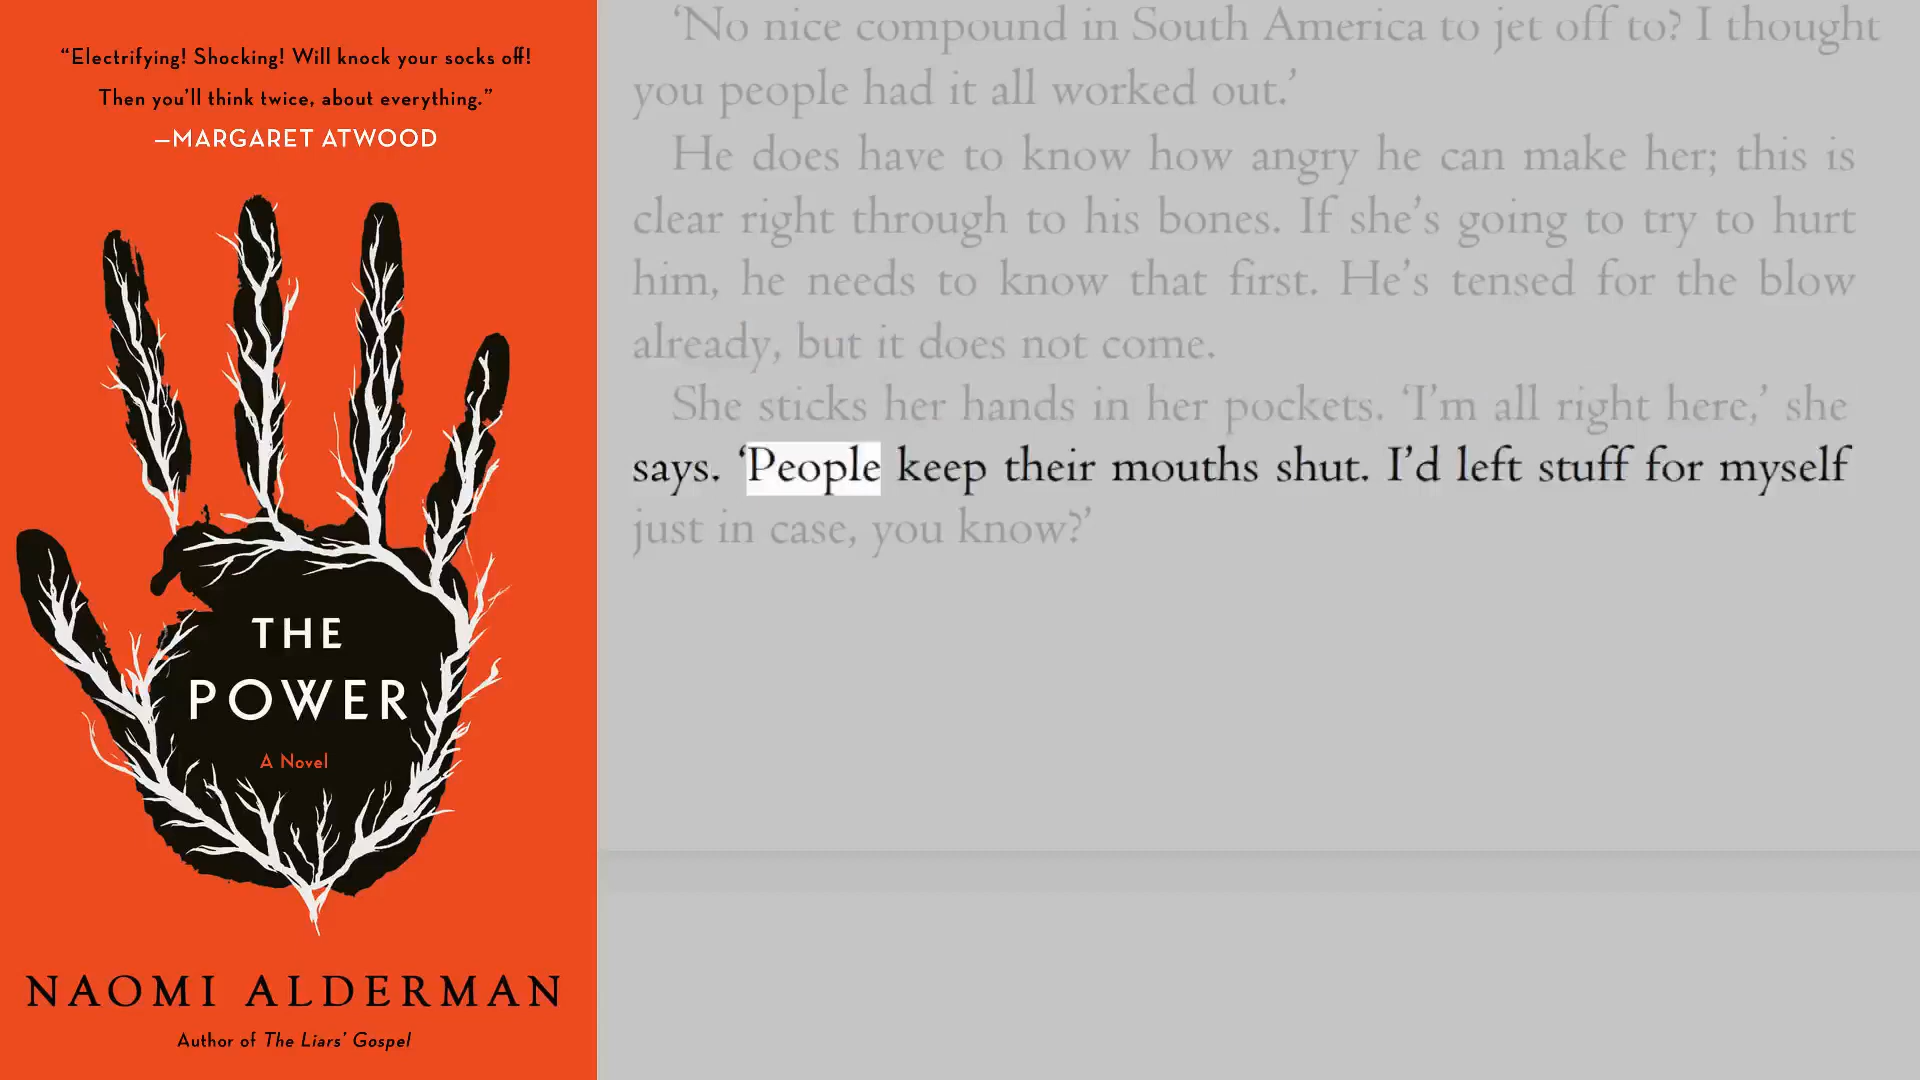 “Electrifying! Shocking! Will knock your socks off!
Then you’ll think twice, about everything.”
—MARGARET ATWOOD
THE
POWER
A Novel
NAOMI ALDERMAN
Author of The Liars’ Gospel
‘No nice compound in South America to jet off to? I thought
you people had it all worked out.’
He does have to know how angry he can make her; this is
clear right through to his bones. If she’s going to try to hurt
him, he needs to know that first. He’s tensed for the blow
already, but it does not come.
She sticks her hands in her pockets. ‘I’m all right here,’ she
says. ‘People keep their mouths shut. I’d left stuff for myself
just in case, you know?’